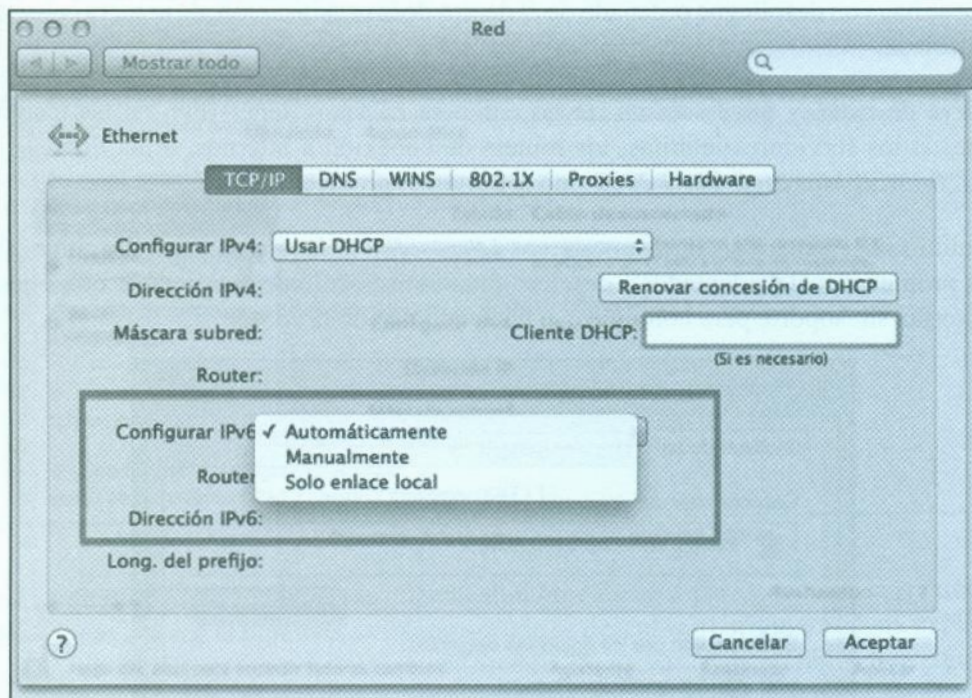 Red
Mostrar todo
Ethernet
TCP/IP DNS WINS 802.1X Proxies Hardware
Configurar IPv4: Usar DHCP
Dirección IPv4: Renovar concesión de DHCP
Máscara subred: Cliente DHCP:
(Si es necesario)
Router:
Configurar IPv6 ✓ Automáticamente
Manualmente
Router Solo enlace local
Dirección IPv6:
Long. del prefijo:
? Cancelar Aceptar